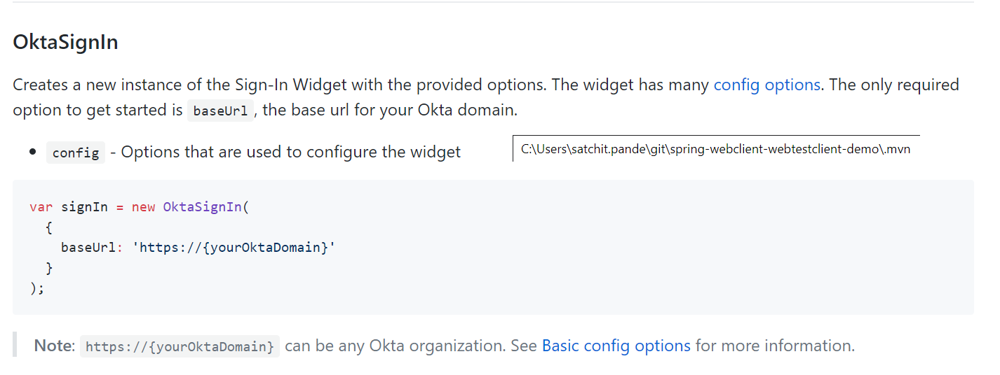 OktaSignIn
Creates a new instance of the Sign-In Widget with the provided options. The widget has many config options. The only required
option to get started is baseUrl, the base url for your Okta domain.
• config - Options that are used to configure the widget
C:\Users\satchit.pande\git\spring-webclient-webtestclient-demo\.mvn
var signIn = new OktaSignIn(
  {
    baseUrl: 'https://{yourOktaDomain}'
  }
);
Note: https://{yourOktaDomain} can be any Okta organization. See Basic config options for more information.